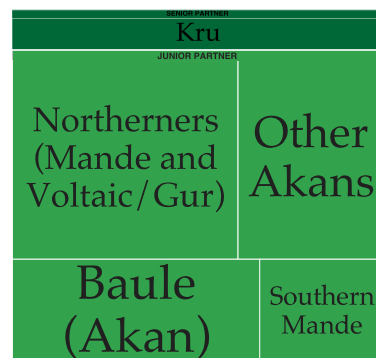 SENIOR PARTNER
Kru
JUNIOR PARTNER
Northerners
(Mande and
Voltaic/Gur)
Other
Akans
Baule
(Akan)
Southern
Mande